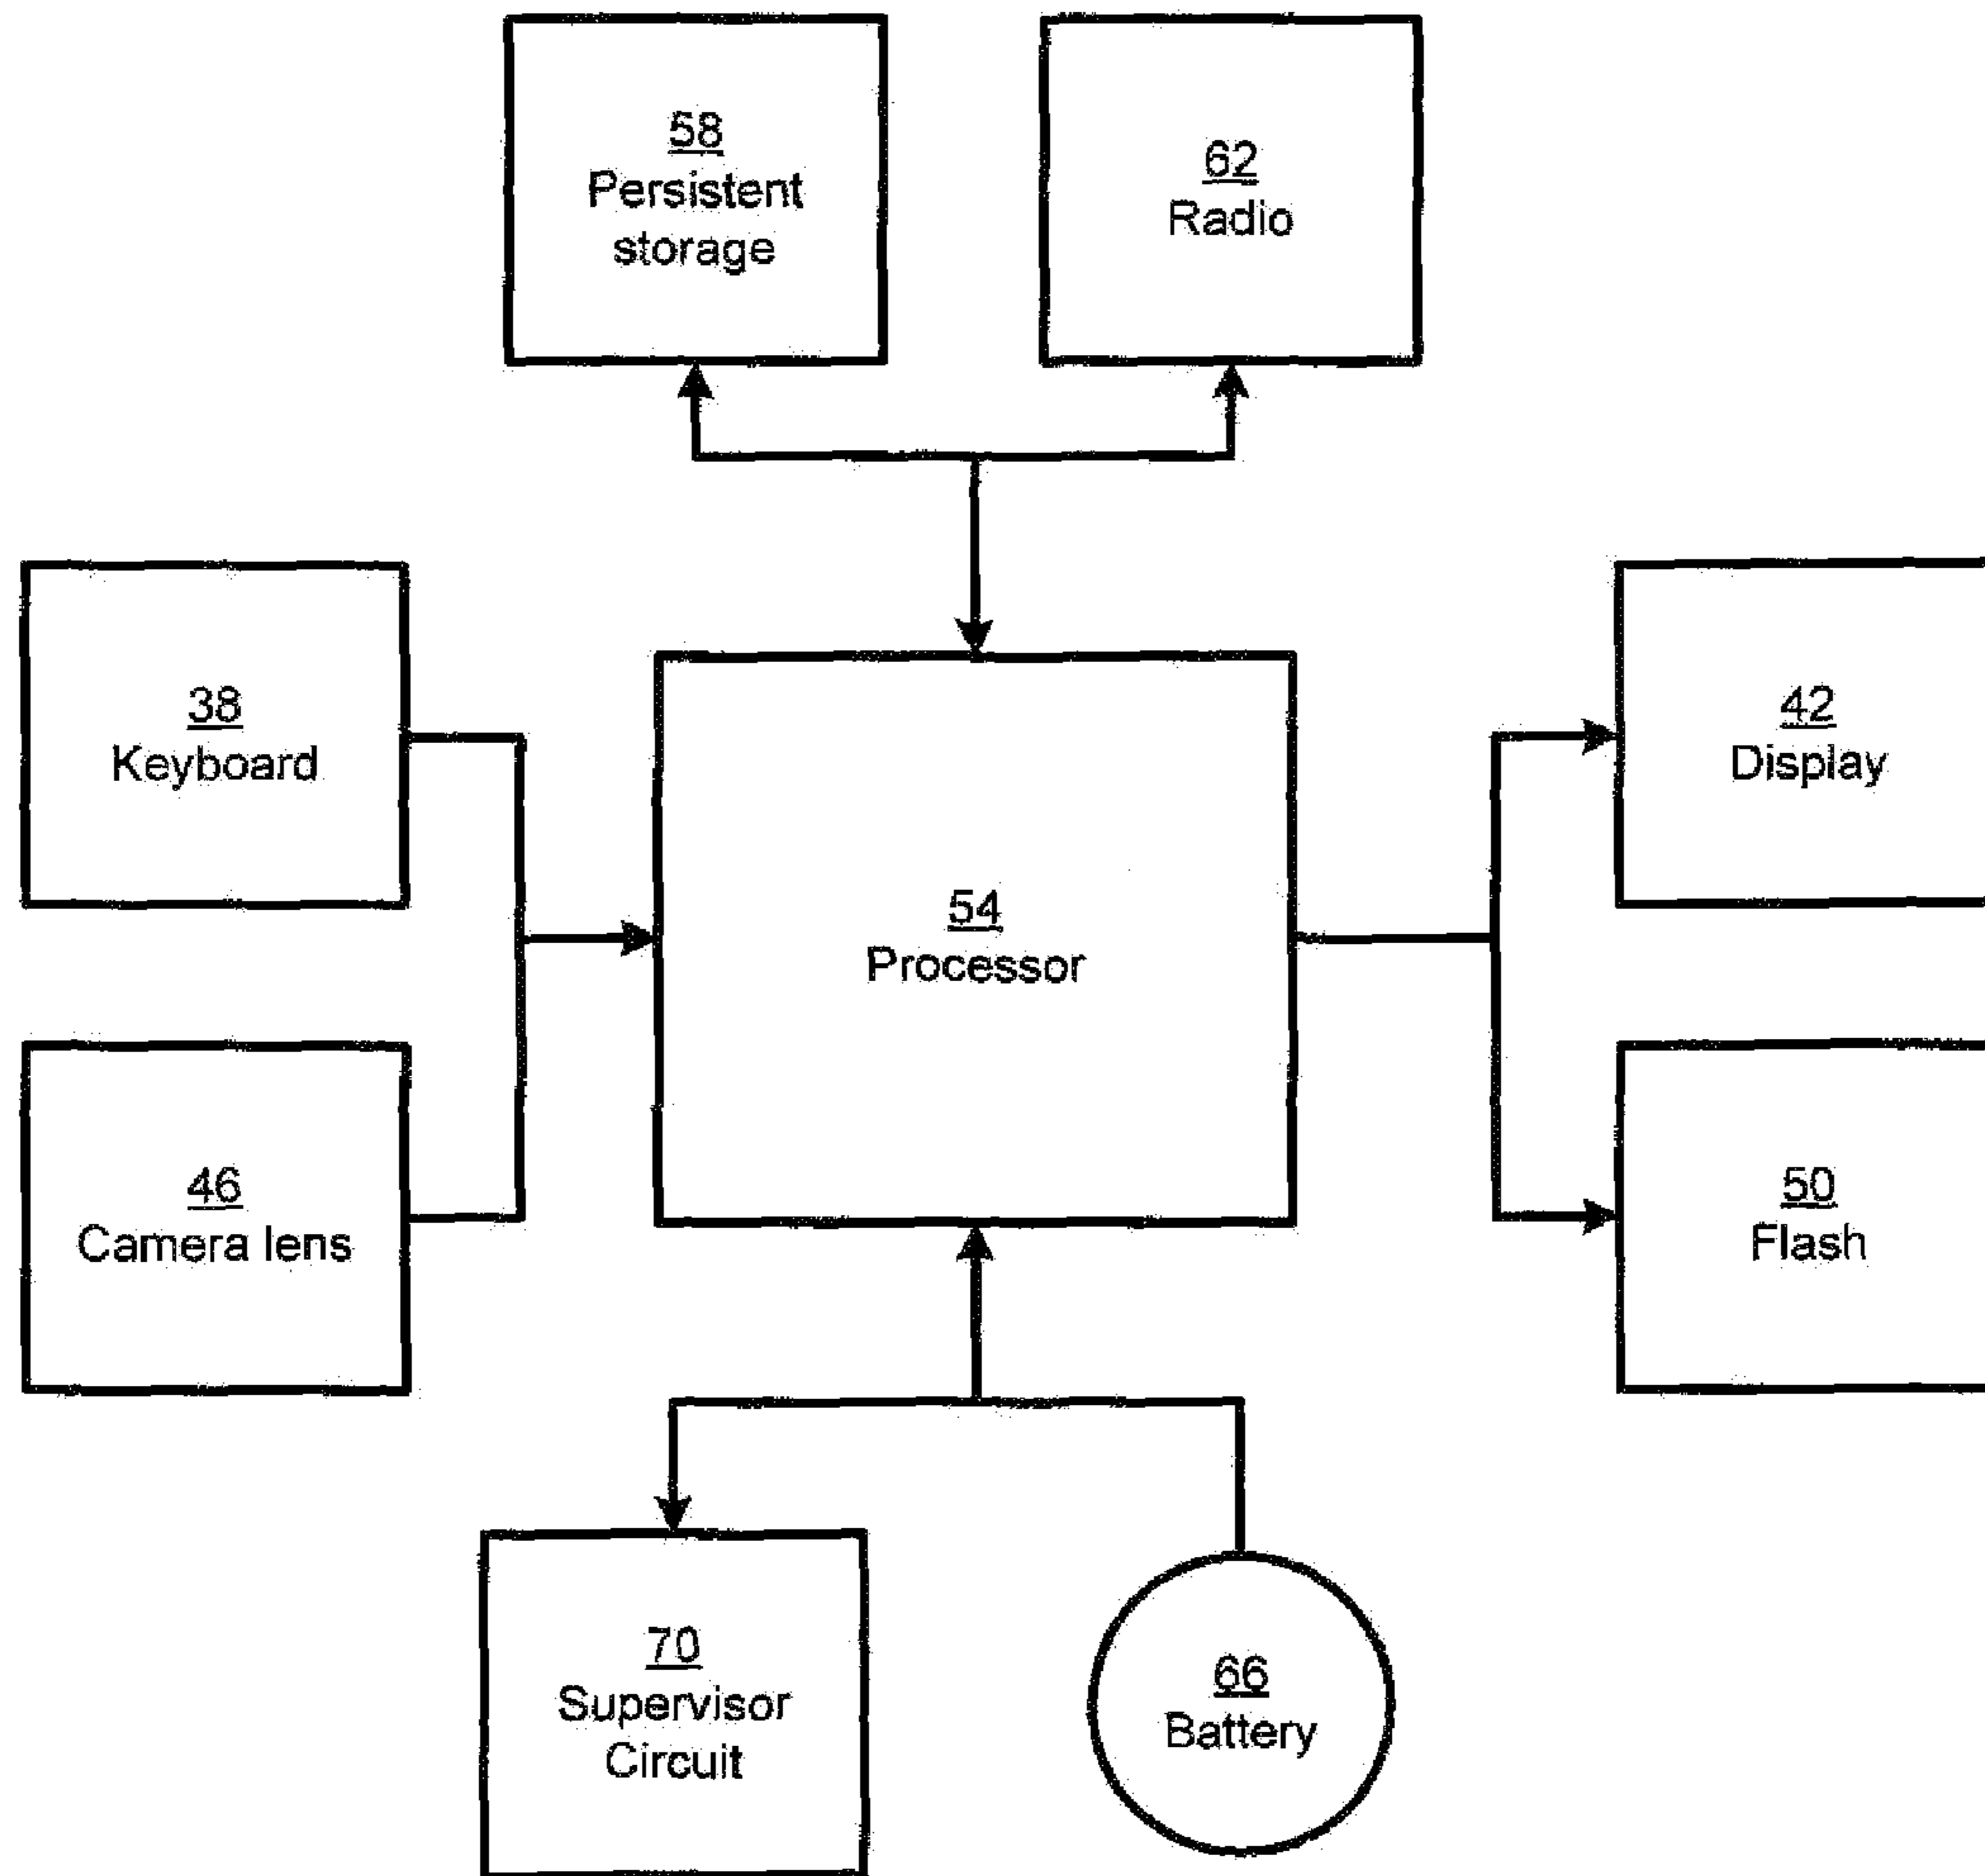 58
Persistent
storage
62
Radio
38
Keyboard
42
Display
54
Processor
46
Camera lens
50
Flash
70
Supervisor
Circuit
66
Battery